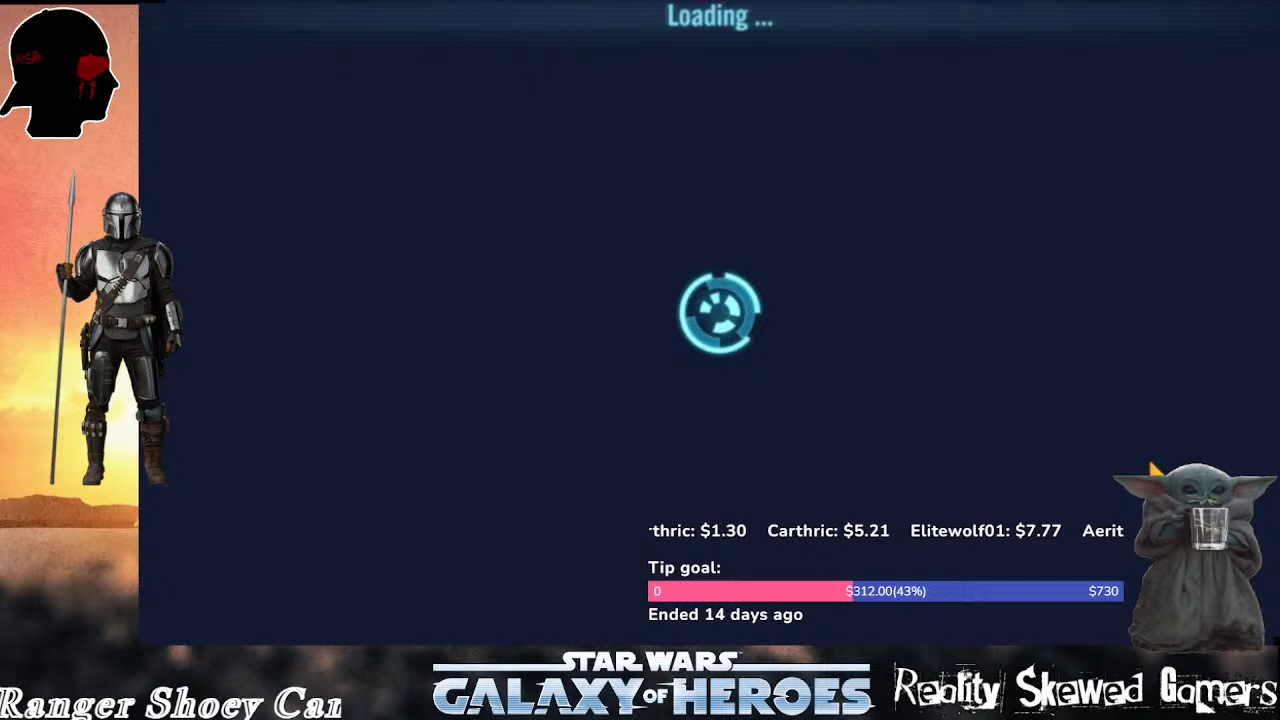 Loading ...
thric: $1.30 Carthric: $5.21 Elitewolf01: $7.77 Aerit
Tip goal:
0 $312.00(43%) $730
Ended 14 days ago
STAR WARS
GALAXY OF HEROES
Reality Skewed Gamers
Ranger Shoey Can